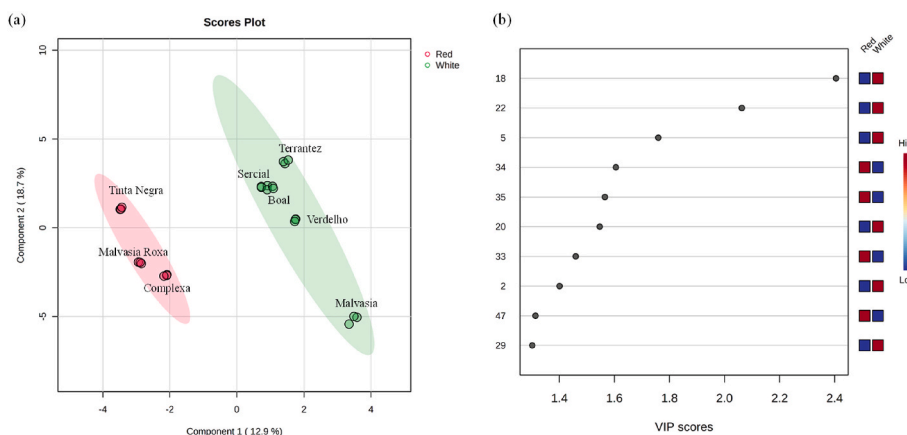 (a)
Scores Plot
Red
White
Component 2 ( 18.7 %)
10
5
0
-5
Terrantez
Sercial
Boal
Tinta Negra
Verdelho
Malvasia Roxa
Complexa
Malvasia
-4 -2 0 2 4
Component 1 ( 12.9 %)
(b)
Red White
18
22
5
34
35
20
33
2
47
29
Hi
Lo
1.4 1.6 1.8 2.0 2.2 2.4
VIP scores